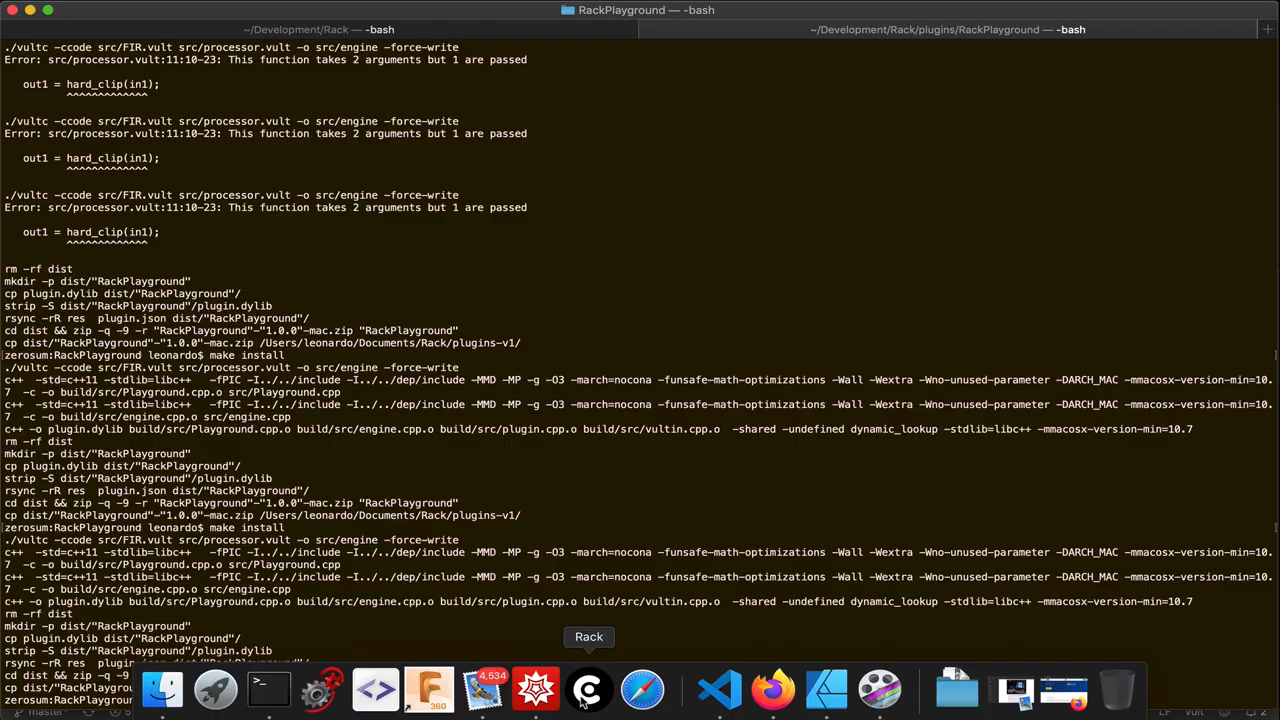 RackPlayground — -bash
~/Development/Rack — -bash
~/Development/Rack/plugins/RackPlayground — -bash
./vultc -ccode src/FIR.vult src/processor.vult -o src/engine -force-write
Error: src/processor.vult:11:10-23: This function takes 2 arguments but 1 are passed
out1 = hard_clip(in1);
^^^^^^^^^^^^^^
./vultc -ccode src/FIR.vult src/processor.vult -o src/engine -force-write
Error: src/processor.vult:11:10-23: This function takes 2 arguments but 1 are passed
out1 = hard_clip(in1);
^^^^^^^^^^^^^^
./vultc -ccode src/FIR.vult src/processor.vult -o src/engine -force-write
Error: src/processor.vult:11:10-23: This function takes 2 arguments but 1 are passed
out1 = hard_clip(in1);
^^^^^^^^^^^^^^
rm -rf dist
mkdir -p dist/"RackPlayground"
cp plugin.dylib dist/"RackPlayground"/
strip -S dist/"RackPlayground"/plugin.dylib
rsync -rR res  plugin.json dist/"RackPlayground"/
cd dist && zip -q -9 -r "RackPlayground"-"1.0.0"-mac.zip "RackPlayground"
cp dist/"RackPlayground"-"1.0.0"-mac.zip /Users/leonardo/Documents/Rack/plugins-v1/
[zerosum:RackPlayground leonardo$ make install ]
./vultc -ccode src/FIR.vult src/processor.vult -o src/engine -force-write
c++  -std=c++11 -stdlib=libc++   -fPIC -I../../include -I../../dep/include -MMD -MP -g -O3 -march=nocona -funsafe-math-optimizations -Wall -Wextra -Wno-unused-parameter -DARCH_MAC -mmacosx-version-min=10.
7  -c -o build/src/Playground.cpp.o src/Playground.cpp
c++  -std=c++11 -stdlib=libc++   -fPIC -I../../include -I../../dep/include -MMD -MP -g -O3 -march=nocona -funsafe-math-optimizations -Wall -Wextra -Wno-unused-parameter -DARCH_MAC -mmacosx-version-min=10.
7  -c -o build/src/engine.cpp.o src/engine.cpp
c++ -o plugin.dylib build/src/Playground.cpp.o build/src/engine.cpp.o build/src/plugin.cpp.o build/src/vultin.cpp.o  -shared -undefined dynamic_lookup -stdlib=libc++ -mmacosx-version-min=10.7
rm -rf dist
mkdir -p dist/"RackPlayground"
cp plugin.dylib dist/"RackPlayground"/
strip -S dist/"RackPlayground"/plugin.dylib
rsync -rR res  plugin.json dist/"RackPlayground"/
cd dist && zip -q -9 -r "RackPlayground"-"1.0.0"-mac.zip "RackPlayground"
cp dist/"RackPlayground"-"1.0.0"-mac.zip /Users/leonardo/Documents/Rack/plugins-v1/
[zerosum:RackPlayground leonardo$ make install ]
./vultc -ccode src/FIR.vult src/processor.vult -o src/engine -force-write
c++  -std=c++11 -stdlib=libc++   -fPIC -I../../include -I../../dep/include -MMD -MP -g -O3 -march=nocona -funsafe-math-optimizations -Wall -Wextra -Wno-unused-parameter -DARCH_MAC -mmacosx-version-min=10.
7  -c -o build/src/Playground.cpp.o src/Playground.cpp
c++  -std=c++11 -stdlib=libc++   -fPIC -I../../include -I../../dep/include -MMD -MP -g -O3 -march=nocona -funsafe-math-optimizations -Wall -Wextra -Wno-unused-parameter -DARCH_MAC -mmacosx-version-min=10.
7  -c -o build/src/engine.cpp.o src/engine.cpp
c++ -o plugin.dylib build/src/Playground.cpp.o build/src/engine.cpp.o build/src/plugin.cpp.o build/src/vultin.cpp.o  -shared -undefined dynamic_lookup -stdlib=libc++ -mmacosx-version-min=10.7
rm -rf dist
mkdir -p dist/"RackPlayground"
cp plugin.dylib dist/"RackPlayground"/
strip -S dist/"RackPlayground"/plugin.dylib
rsync -rR res  plugin.json dist/"RackPlayground"/
cd dist && zip -q -9
cp dist/"RackPlaygr
zerosum:RackPlaygro
Rack
4,534
360
master*
LF
vult